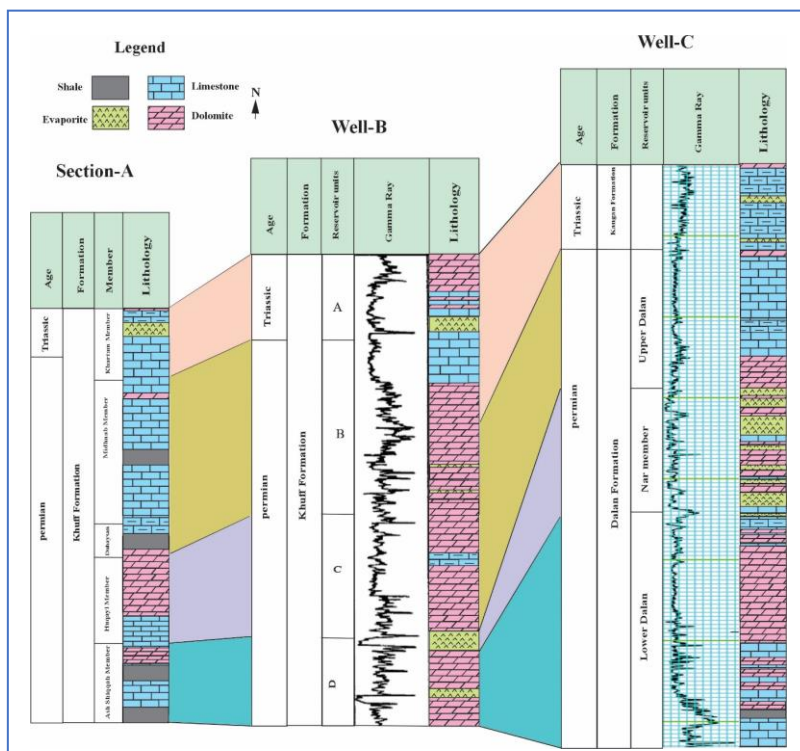 Legend
Shale
Limestone
Evaporite
Dolomite
N
Section-A
Age
Formation
Member
Lithology
Triassic
permian
Khuff Formation
Khartam Member
Midhnab Member
Duhaysan
Huqayl Member
Ash Shiqqah Member
Well-B
Age
Formation
Reservoir units
Gamma Ray
Lithology
Triassic
permian
Khuff Formation
A
B
C
D
Well-C
Age
Formation
Reservoir units
Gamma Ray
Lithology
Triassic
permian
Kangan Formation
Dalan Formation
Upper Dalan
Nar member
Lower Dalan